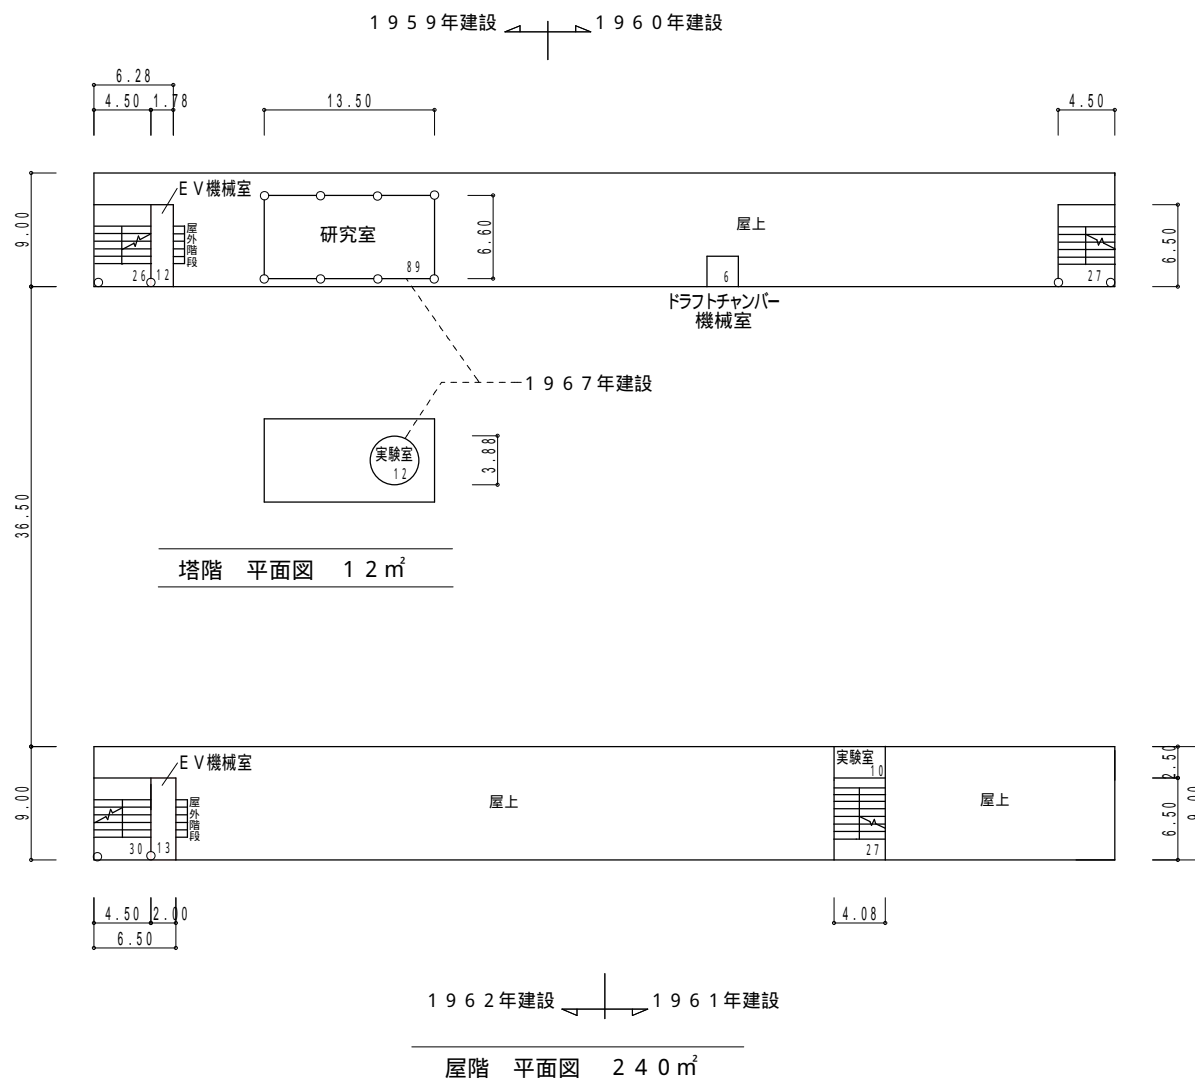 １９５９年建設　１９６０年建設
6.28
4.50　1.78　13.50　4.50
ＥＶ機械室
屋外階段
研究室
屋上
9.00
6.60
6.50
26　12　89　6　27
ドラフトチャンバー
機械室
１９６７年建設
実験室
12
3.88
36.50
塔階　平面図　１２㎡
ＥＶ機械室
実験室
10
2.50
屋外階段
屋上
屋上
9.00
6.50
9.00
30　13　27
4.50　2.00　4.08
6.50
１９６２年建設　１９６１年建設
屋階　平面図　２４０㎡